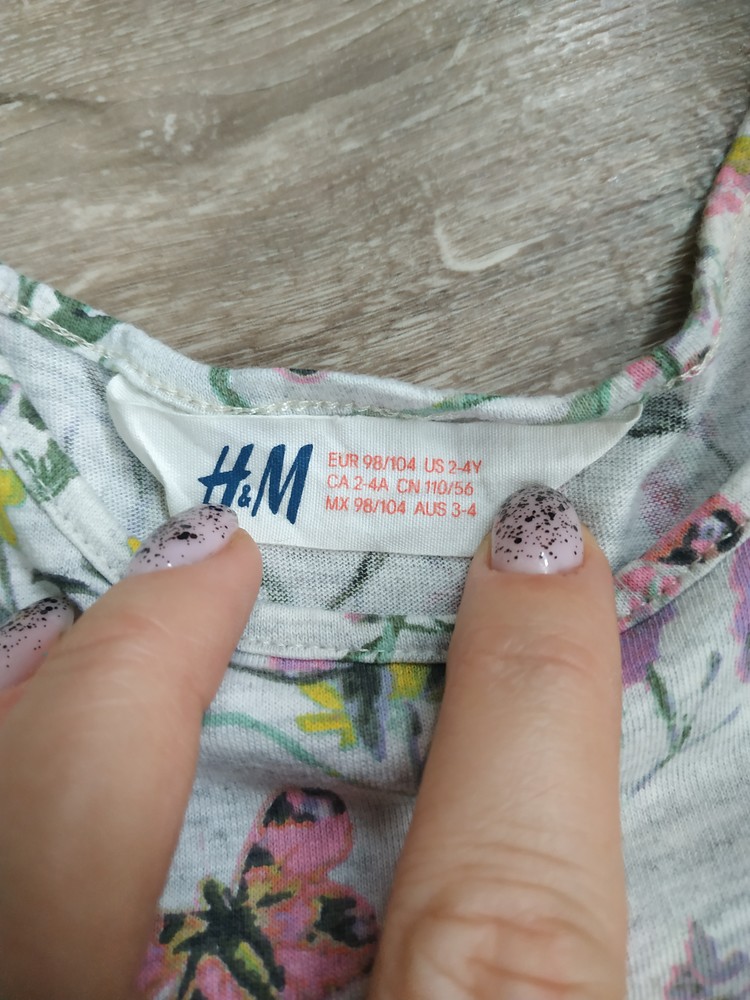 H&M
EUR 98/104 US 2-4Y
CA 2-4A CN 110/56
MX 98/104 AUS 3-4